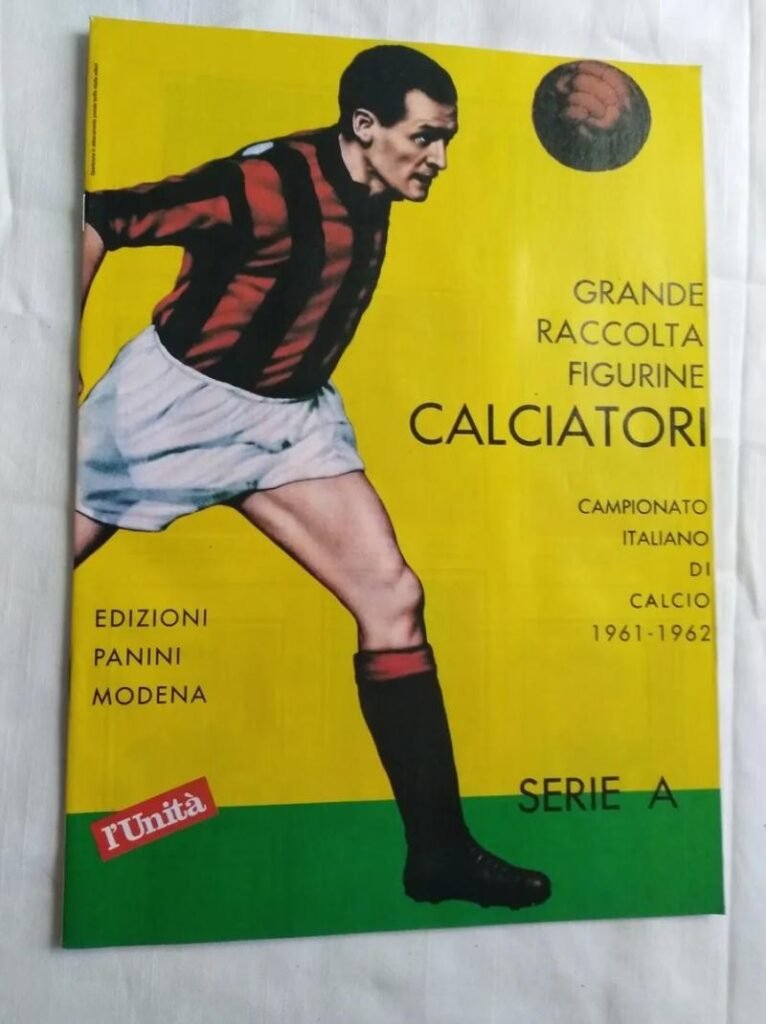 GRANDE
RACCOLTA
FIGURINE
CALCIATORI
CAMPIONATO
ITALIANO
DI
CALCIO
1961-1962
EDIZIONI
PANINI
MODENA
SERIE A
l'Unità